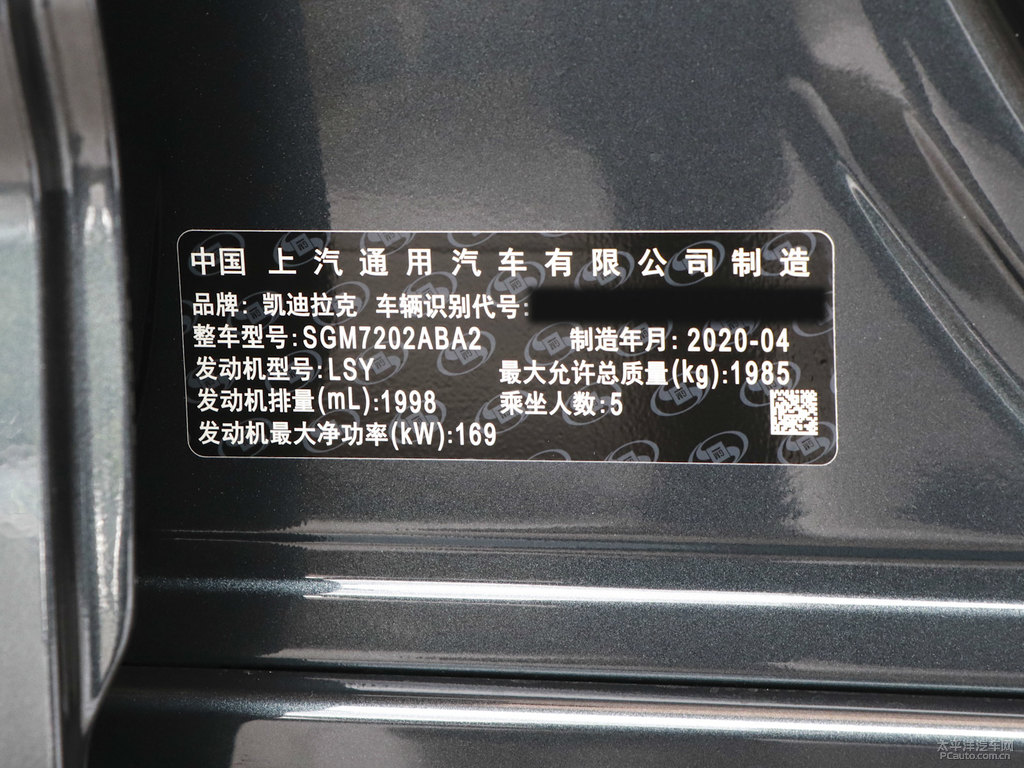 中国 上汽通用汽车有限公司制造
品牌: 凯迪拉克 车辆识别代号:
整车型号:SGM7202ABA2 制造年月: 2020-04
发动机型号:LSY 最大允许总质量(kg):1985
发动机排量(mL):1998 乘坐人数:5
发动机最大净功率(kW):169
太平洋汽车网
PCauto.com.cn